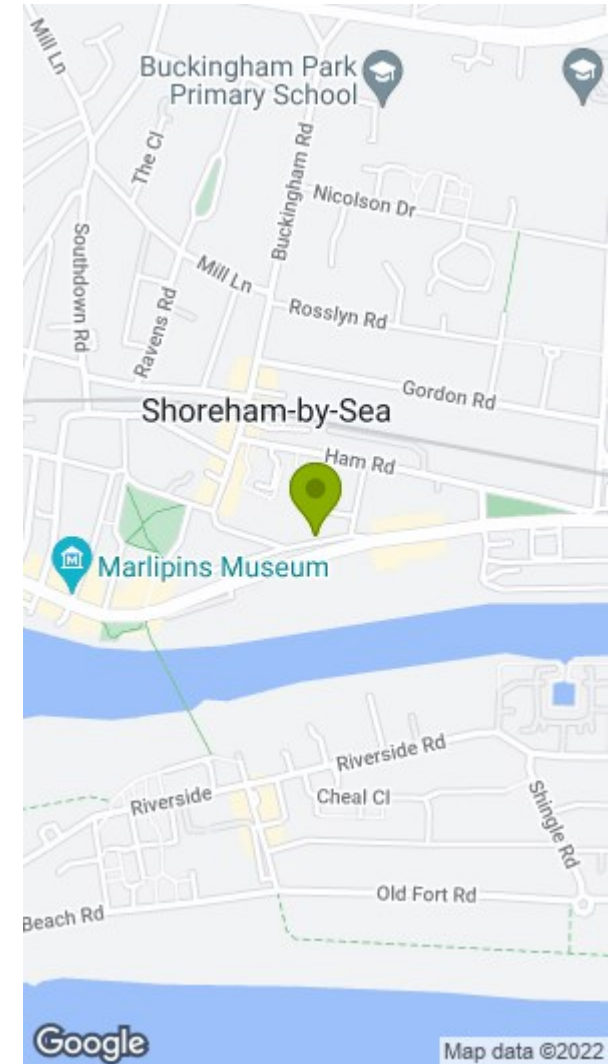 Mill Ln
Buckingham Park
Primary School
The Cl
Buckingham Rd
Nicolson Dr
Southdown Rd
Mill Ln
Ravens Rd
Rosslyn Rd
Gordon Rd
Shoreham-by-Sea
Ham Rd
Marlipins Museum
Riverside Rd
Riverside
Cheal Cl
Shingle Rd
Old Fort Rd
Beach Rd
Google
Map data ©2022